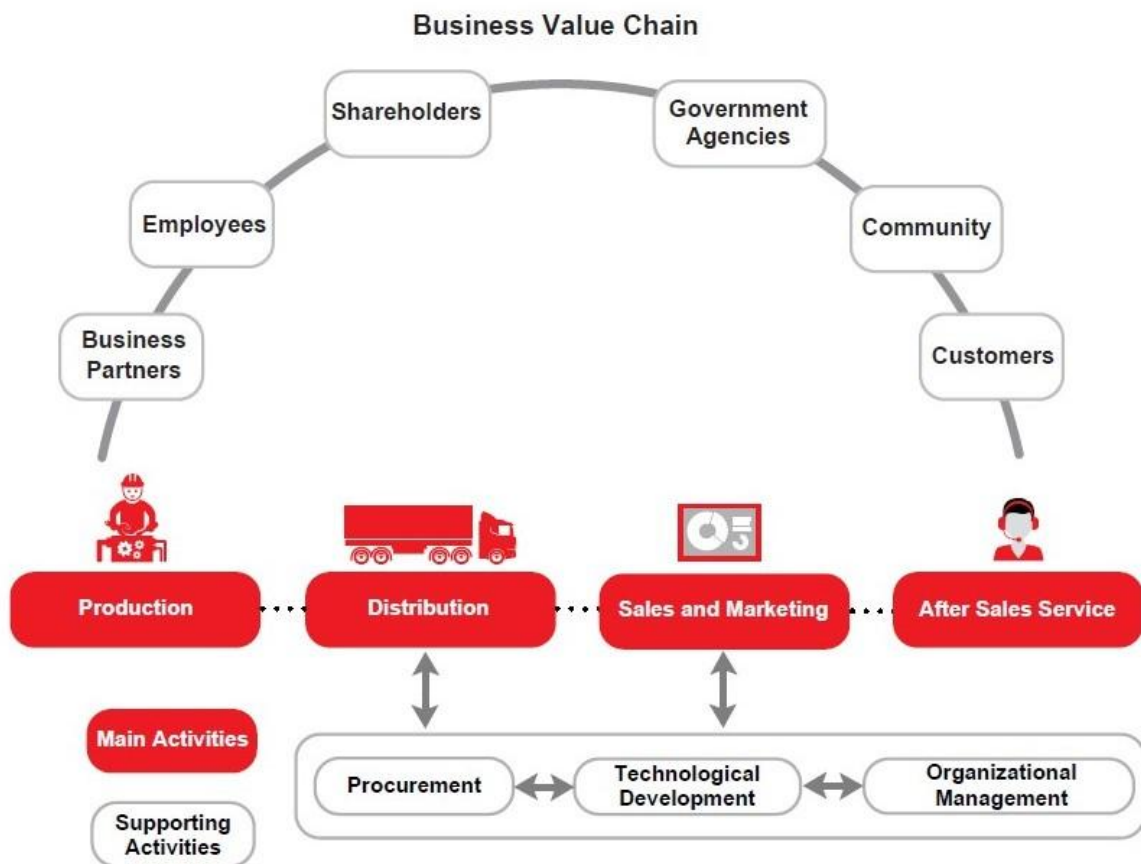 Business Value Chain
Shareholders
Government
Agencies
Employees
Community
Business
Partners
Customers
Production
Distribution
Sales and Marketing
After Sales Service
Main Activities
Procurement
Technological
Development
Organizational
Management
Supporting
Activities